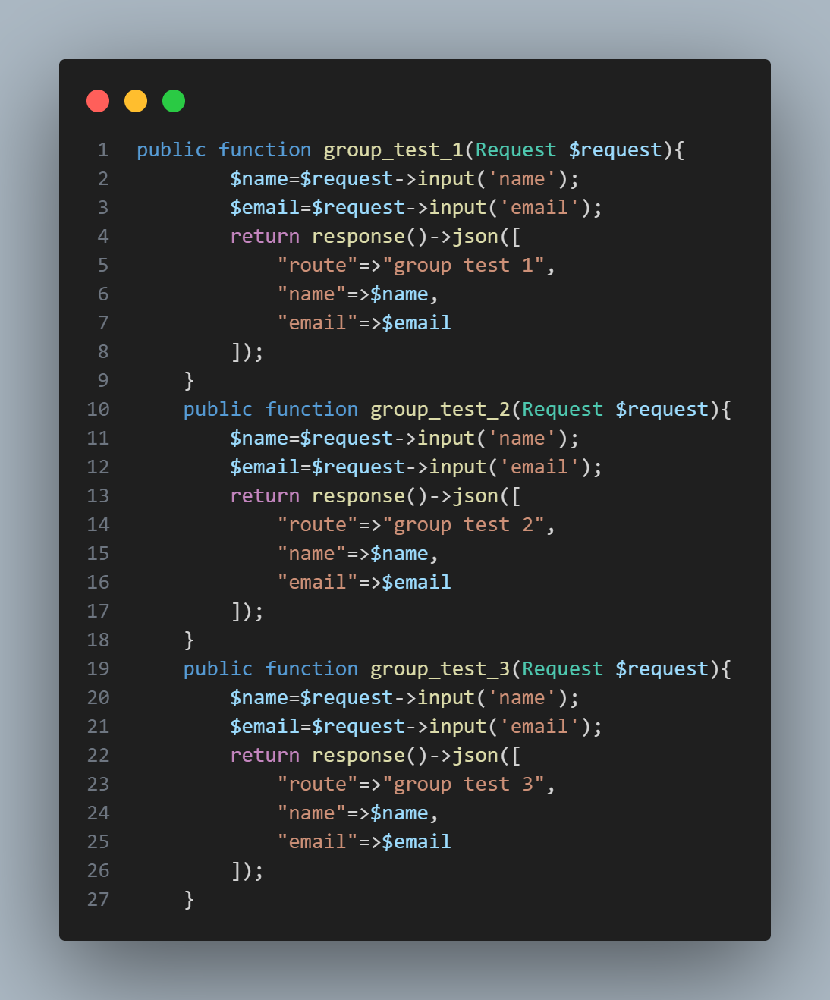 1 public function group_test_1(Request $request){
2         $name=$request->input('name');
3         $email=$request->input('email');
4         return response()->json([
5             "route"=>"group test 1",
6             "name"=>$name,
7             "email"=>$email
8         ]);
9     }
10     public function group_test_2(Request $request){
11         $name=$request->input('name');
12         $email=$request->input('email');
13         return response()->json([
14             "route"=>"group test 2",
15             "name"=>$name,
16             "email"=>$email
17         ]);
18     }
19     public function group_test_3(Request $request){
20         $name=$request->input('name');
21         $email=$request->input('email');
22         return response()->json([
23             "route"=>"group test 3",
24             "name"=>$name,
25             "email"=>$email
26         ]);
27     }